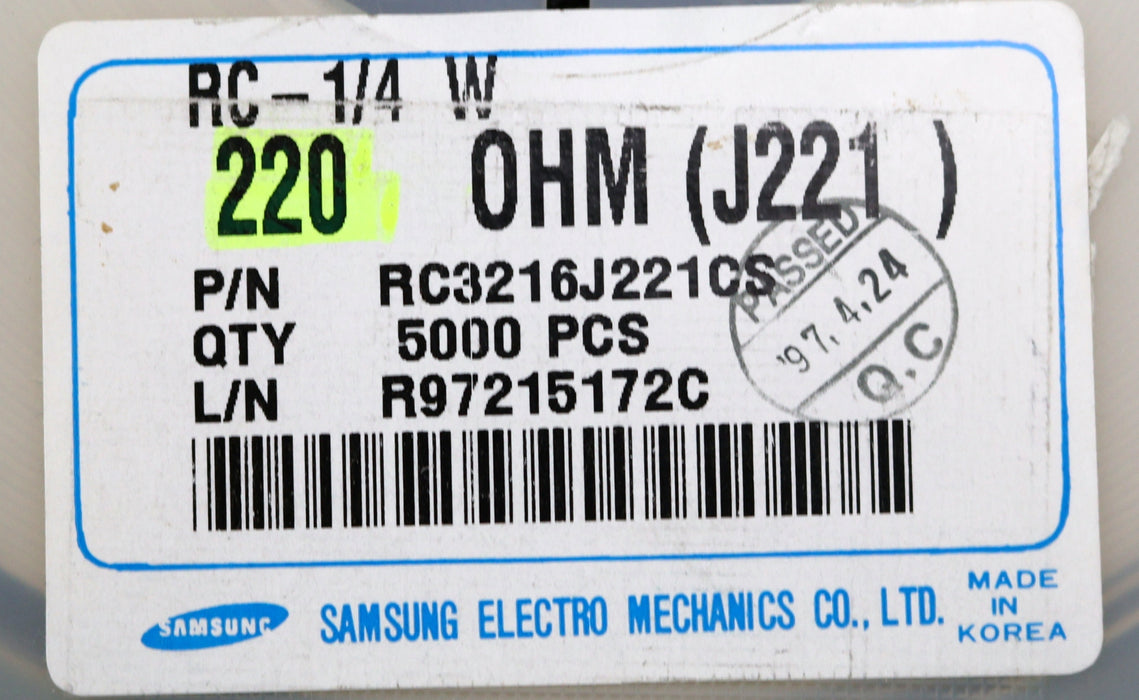 RC-1/4 W
220 OHM (J221 )
P/N RC3216J221CS
QTY 5000 PCS
L/N R97215172C
PASSED
'97.4.24
Q.C
SAMSUNG
SAMSUNG ELECTRO MECHANICS CO., LTD.
MADE
IN
KOREA